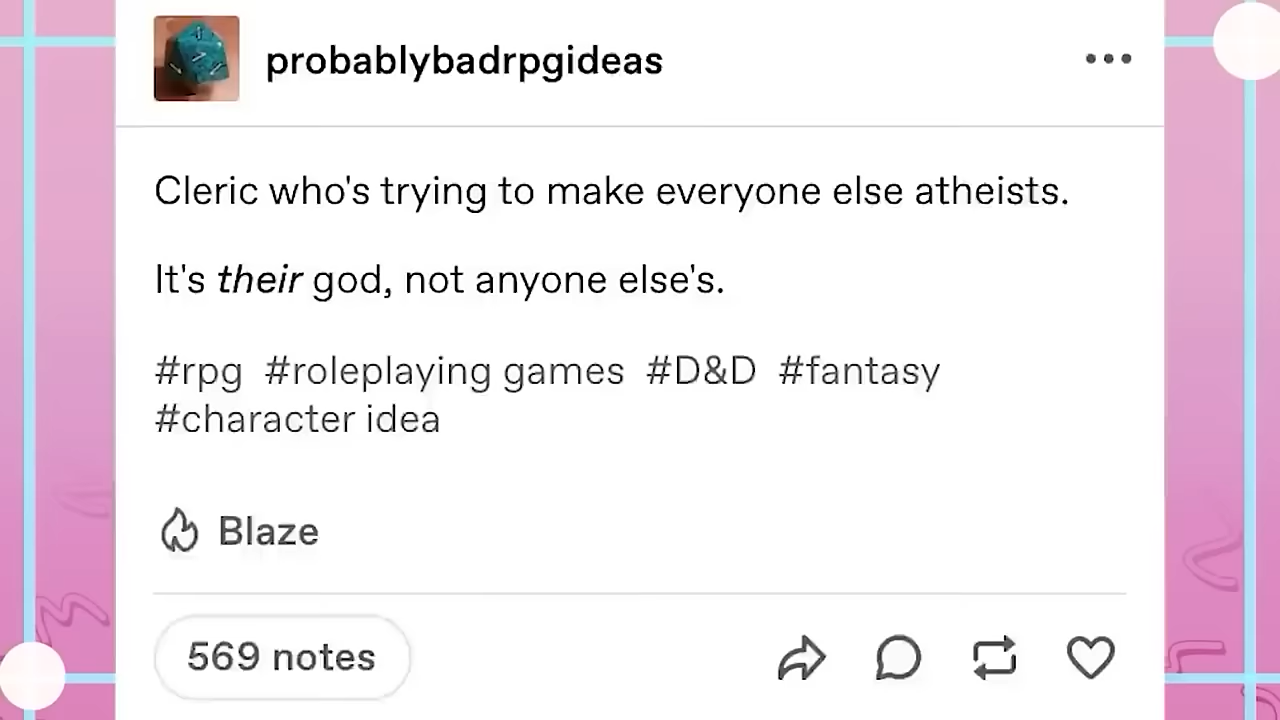 probablybadrpgideas
Cleric who's trying to make everyone else atheists.
It's their god, not anyone else's.
#rpg #roleplaying games #D&D #fantasy
#character idea
Blaze
569 notes